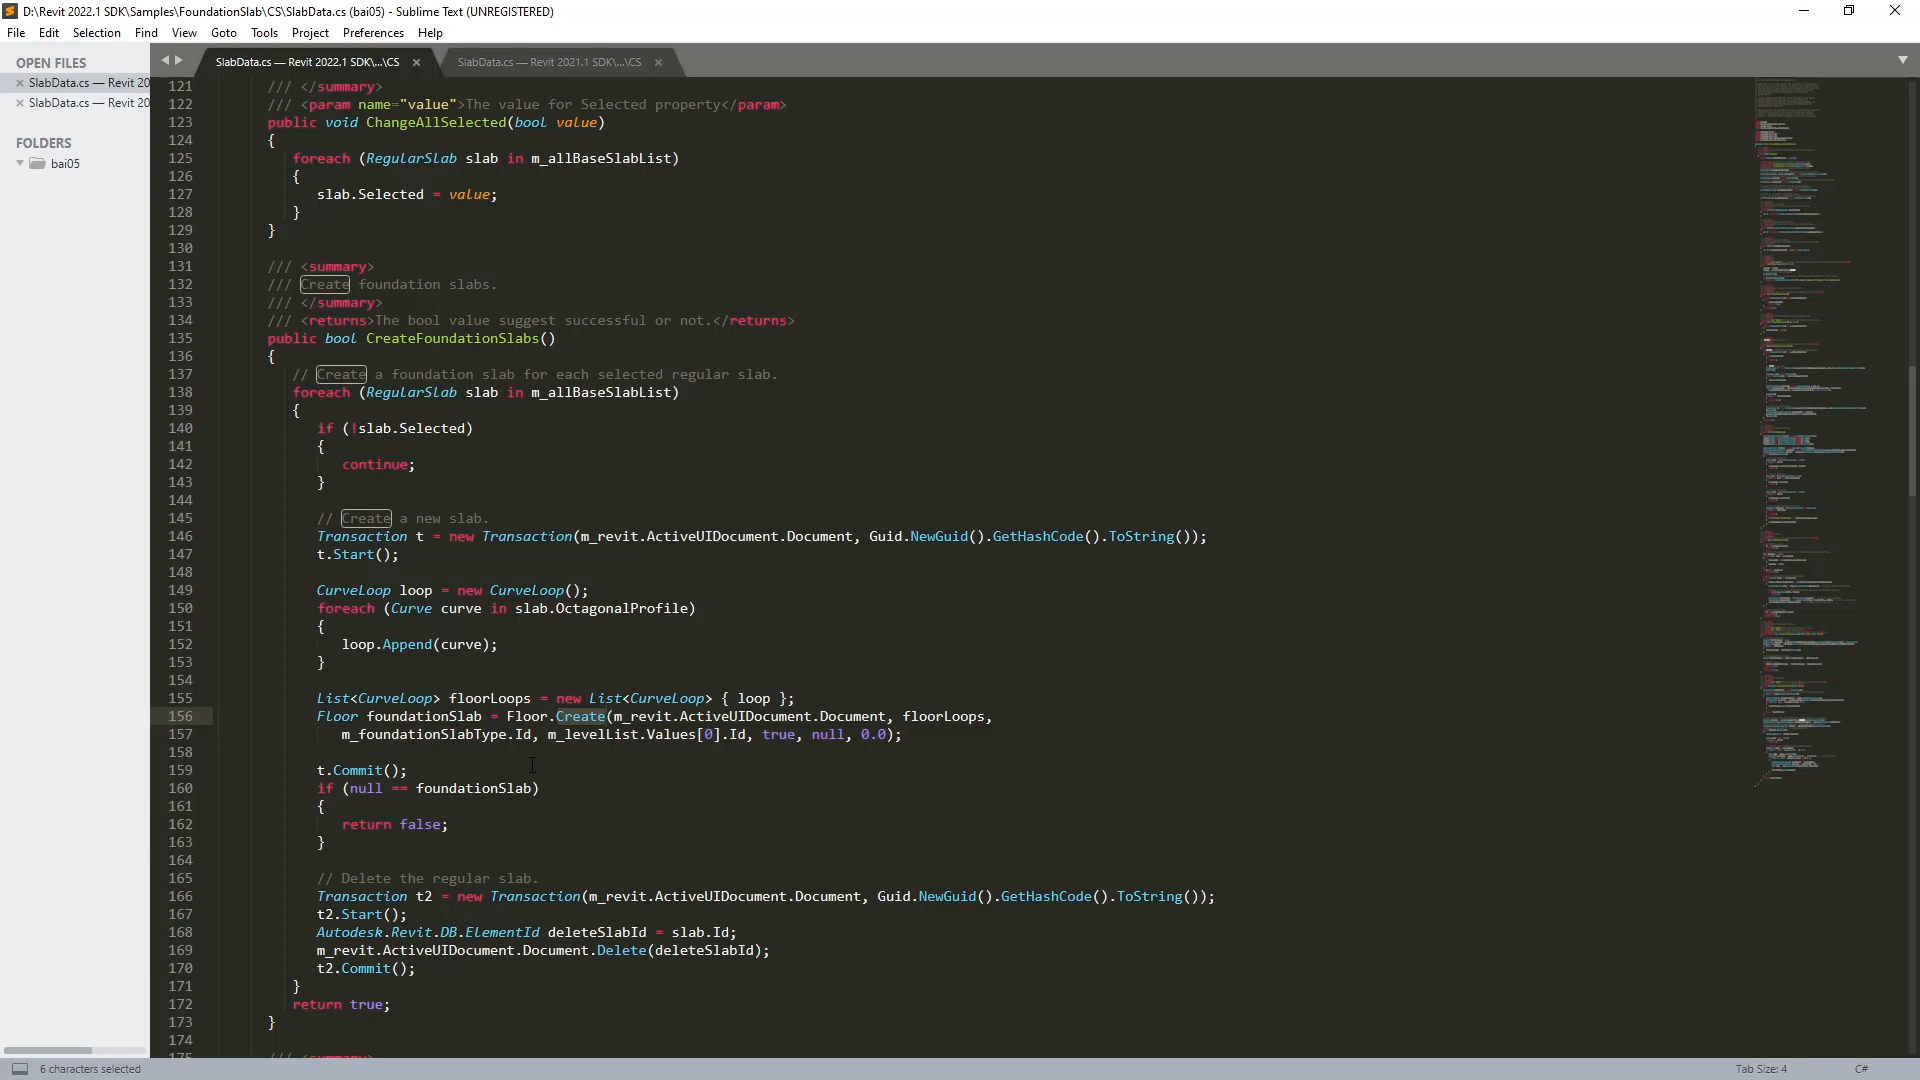 D:\Revit 2022.1 SDK\Samples\FoundationSlab\CS\SlabData.cs (bai05) - Sublime Text (UNREGISTERED)
File Edit Selection Find View Goto Tools Project Preferences Help
OPEN FILES
SlabData.cs — Revit 20
SlabData.cs — Revit 20
FOLDERS
bai05
SlabData.cs — Revit 2022.1 SDK\...\CS
SlabData.cs — Revit 2021.1 SDK\...\CS
121 /// </summary>
122 /// <param name="value">The value for Selected property</param>
123 public void ChangeAllSelected(bool value)
124 {
125 foreach (RegularSlab slab in m_allBaseSlabList)
126 {
127 slab.Selected = value;
128 }
129 }
130
131 /// <summary>
132 /// Create foundation slabs.
133 /// </summary>
134 /// <returns>The bool value suggest successful or not.</returns>
135 public bool CreateFoundationSlabs()
136 {
137 // Create a foundation slab for each selected regular slab.
138 foreach (RegularSlab slab in m_allBaseSlabList)
139 {
140 if (!slab.Selected)
141 {
142 continue;
143 }
144
145 // Create a new slab.
146 Transaction t = new Transaction(m_revit.ActiveUIDocument.Document, Guid.NewGuid().GetHashCode().ToString());
147 t.Start();
148
149 CurveLoop loop = new CurveLoop();
150 foreach (Curve curve in slab.OctagonalProfile)
151 {
152 loop.Append(curve);
153 }
154
155 List<CurveLoop> floorLoops = new List<CurveLoop> { loop };
156 Floor foundationSlab = Floor.Create(m_revit.ActiveUIDocument.Document, floorLoops,
157 m_foundationSlabType.Id, m_levelList.Values[0].Id, true, null, 0.0);
158
159 t.Commit();
160 if (null == foundationSlab)
161 {
162 return false;
163 }
164
165 // Delete the regular slab.
166 Transaction t2 = new Transaction(m_revit.ActiveUIDocument.Document, Guid.NewGuid().GetHashCode().ToString());
167 t2.Start();
168 Autodesk.Revit.DB.ElementId deleteSlabId = slab.Id;
169 m_revit.ActiveUIDocument.Document.Delete(deleteSlabId);
170 t2.Commit();
171 }
172 return true;
173 }
174
175 /// <summary>
6 characters selected
Tab Size: 4
C#